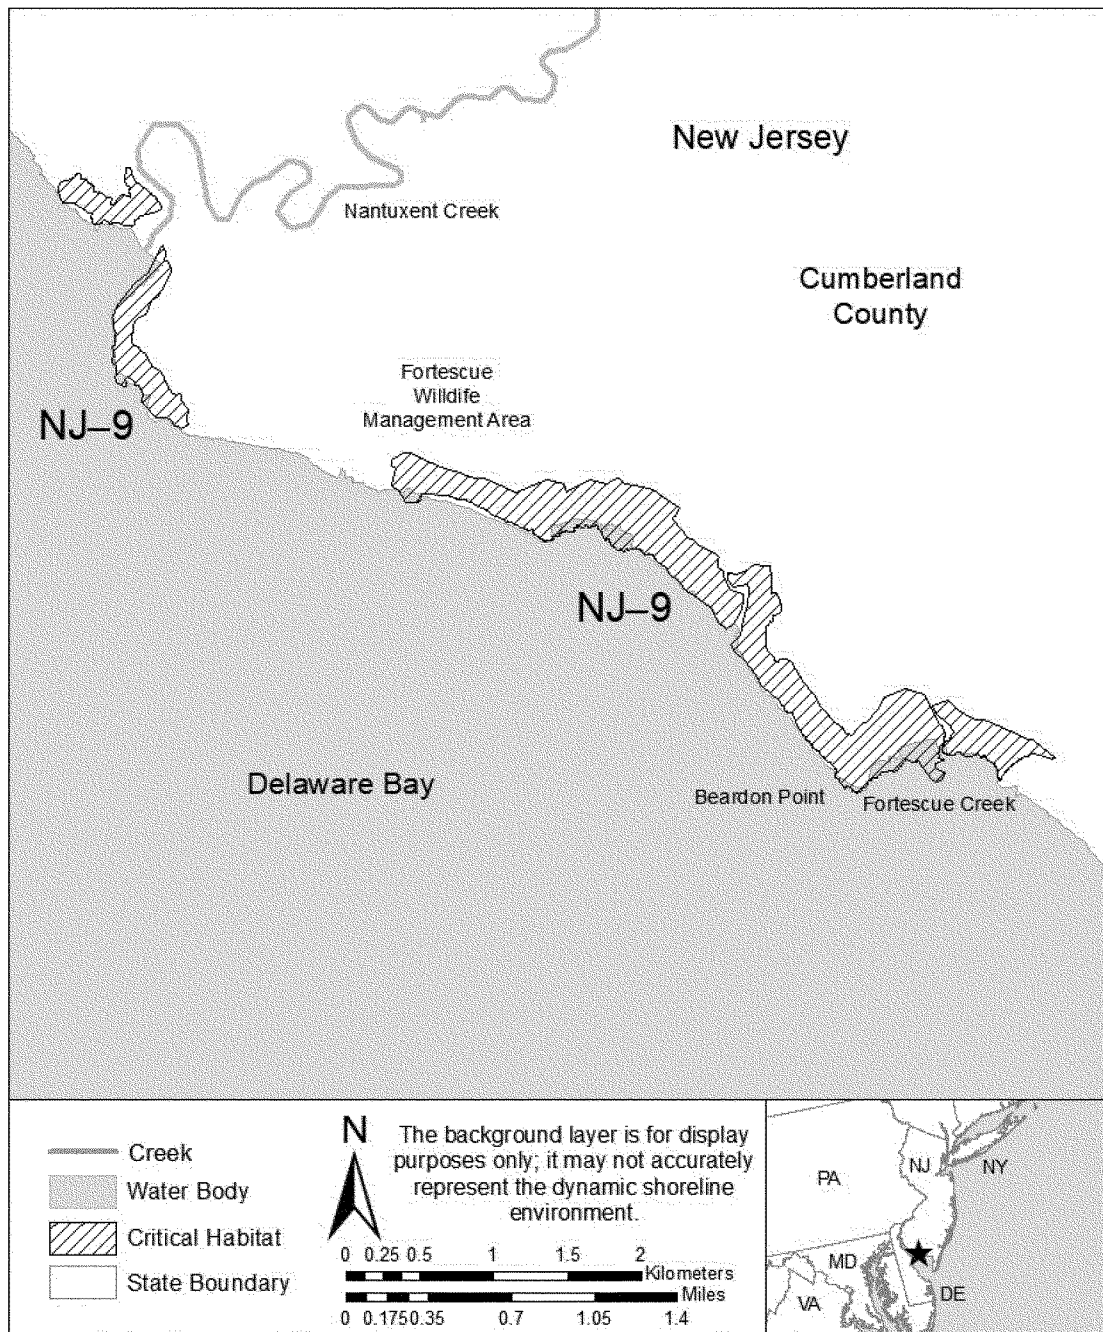 New Jersey
Nantuxent Creek
Cumberland
County
Fortescue
Willdife
Management Area
NJ–9
NJ–9
Delaware Bay
Beardon Point
Fortescue Creek
Creek
Water Body
Critical Habitat
State Boundary
N
The background layer is for display
purposes only; it may not accurately
represent the dynamic shoreline
environment.
0 0.25 0.5 1 1.5 2
Kilometers
Miles
0 0.175 0.35 0.7 1.05 1.4
PA
NJ
NY
MD
VA
DE